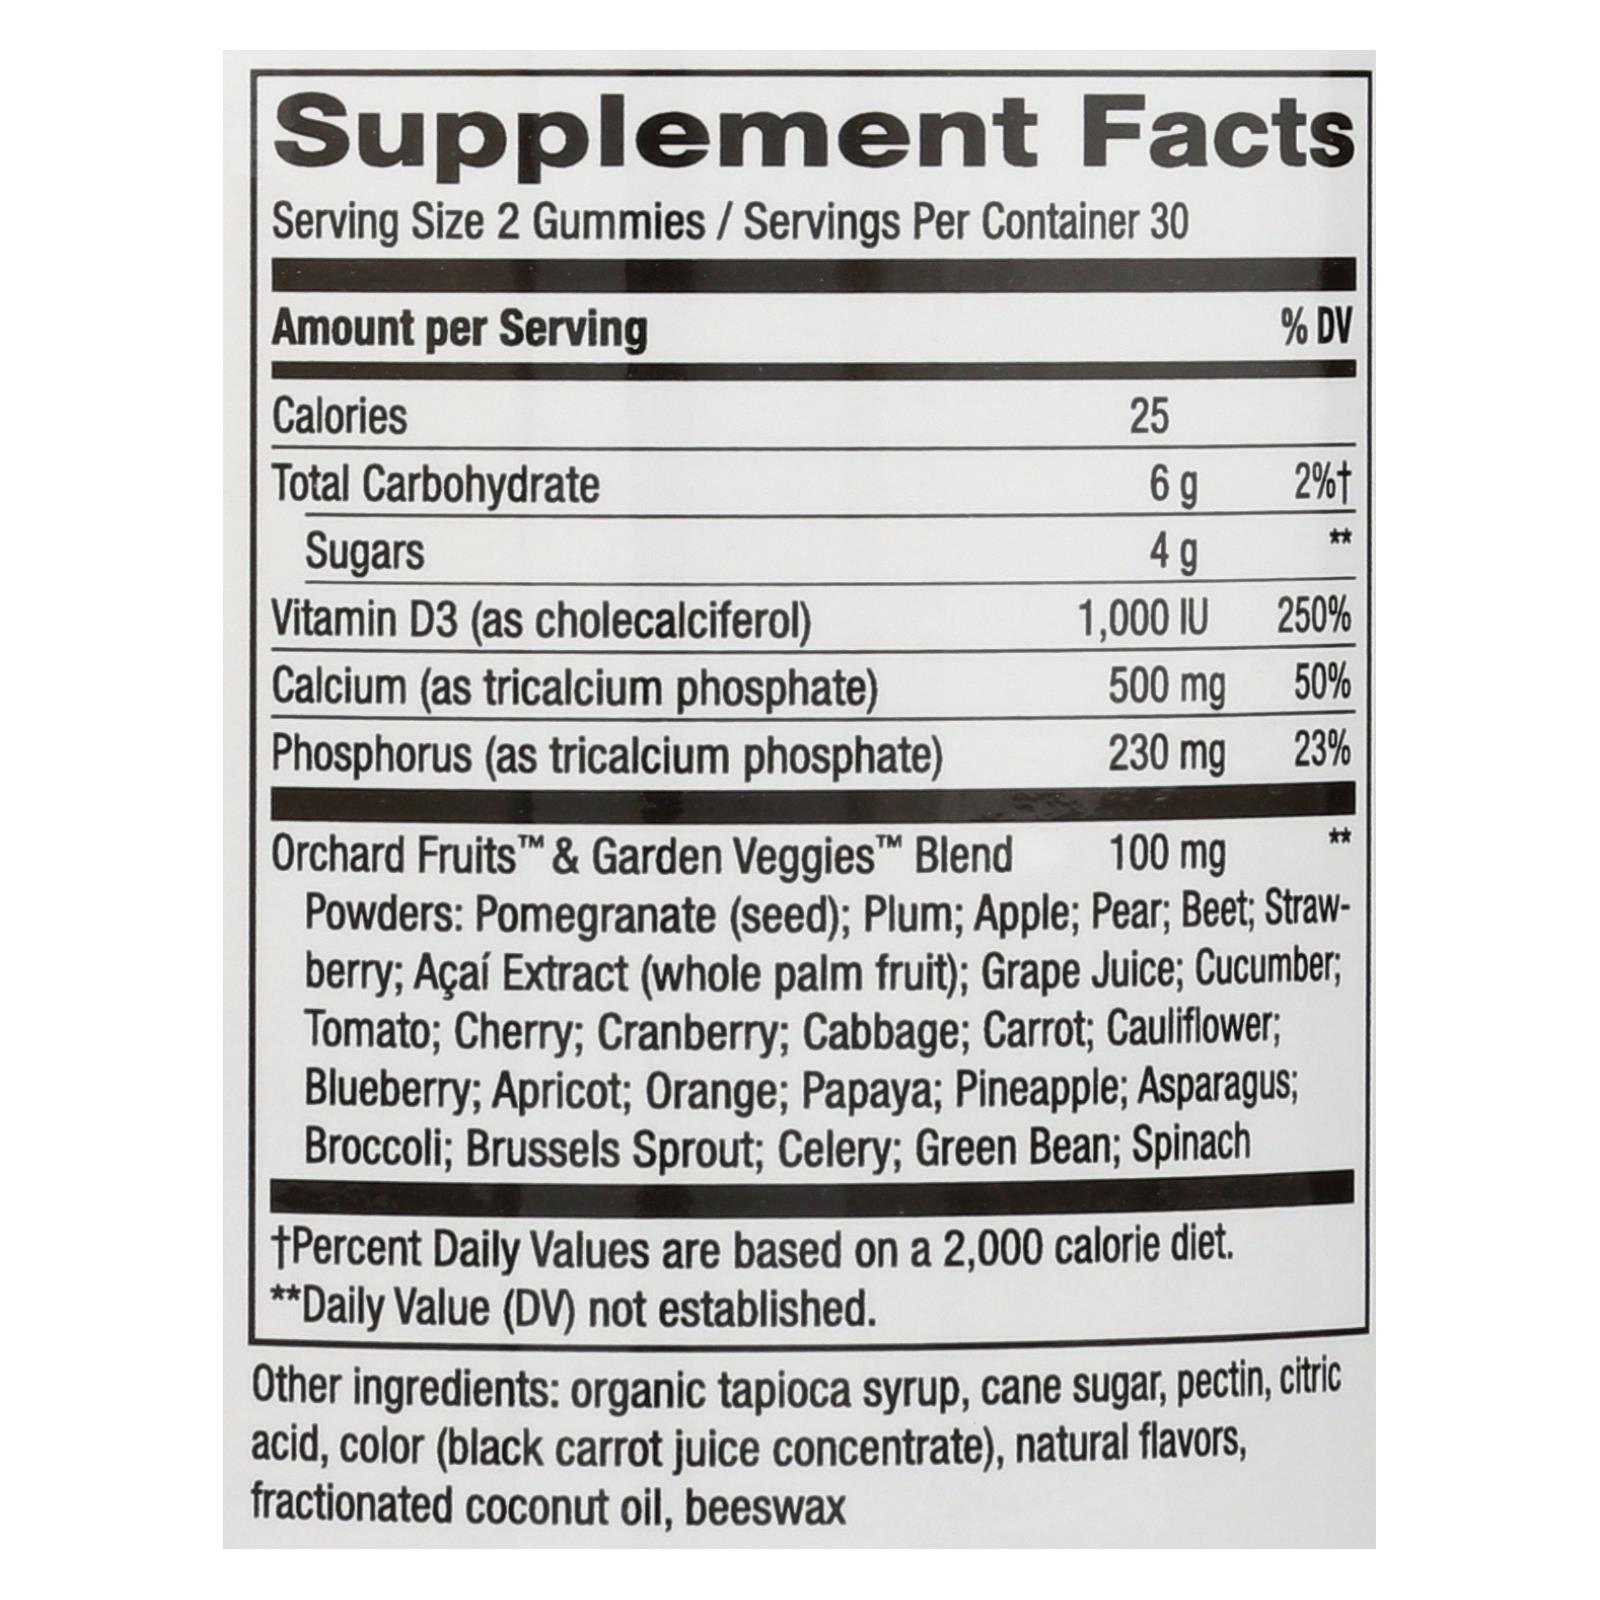 Supplement Facts
Serving Size 2 Gummies / Servings Per Container 30
Amount per Serving % DV
Calories 25
Total Carbohydrate 6 g 2%†
Sugars 4 g **
Vitamin D3 (as cholecalciferol) 1,000 IU 250%
Calcium (as tricalcium phosphate) 500 mg 50%
Phosphorus (as tricalcium phosphate) 230 mg 23%
Orchard Fruits™ & Garden Veggies™ Blend 100 mg **
Powders: Pomegranate (seed); Plum; Apple; Pear; Beet; Straw-
berry; Açaí Extract (whole palm fruit); Grape Juice; Cucumber;
Tomato; Cherry; Cranberry; Cabbage; Carrot; Cauliflower;
Blueberry; Apricot; Orange; Papaya; Pineapple; Asparagus;
Broccoli; Brussels Sprout; Celery; Green Bean; Spinach
†Percent Daily Values are based on a 2,000 calorie diet.
**Daily Value (DV) not established.
Other ingredients: organic tapioca syrup, cane sugar, pectin, citric
acid, color (black carrot juice concentrate), natural flavors,
fractionated coconut oil, beeswax